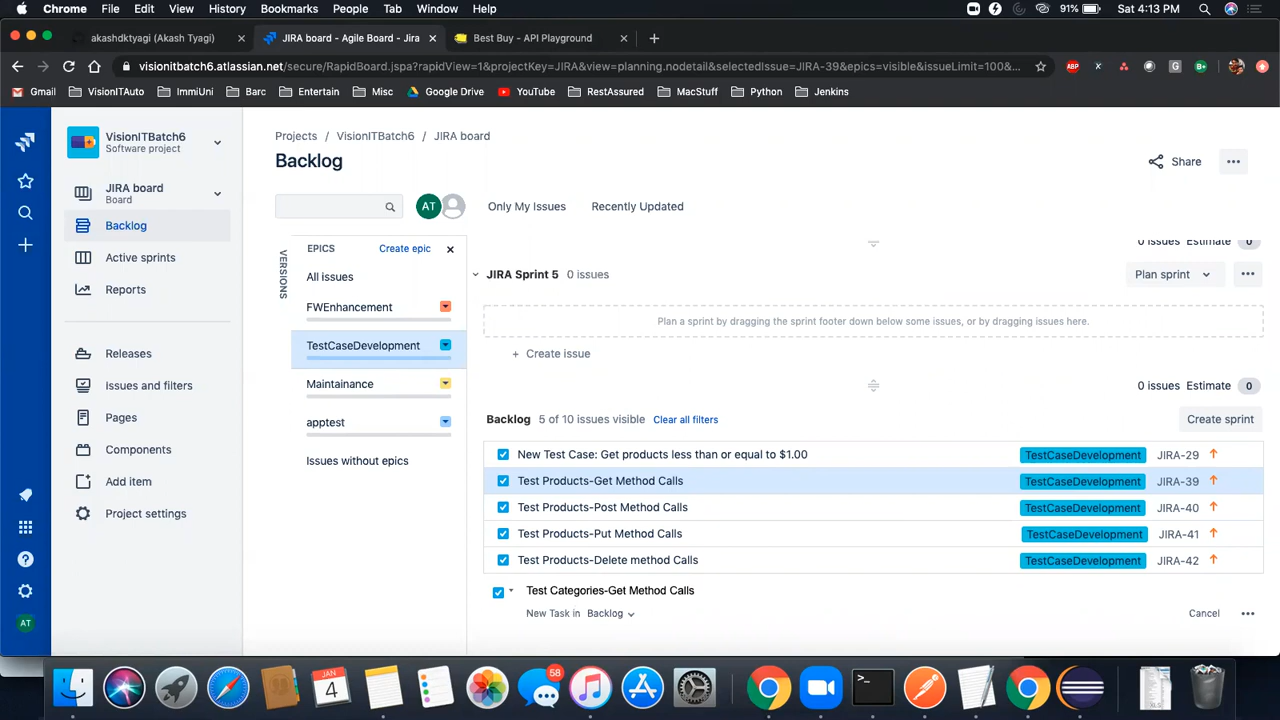 Chrome File Edit View History Bookmarks People Tab Window Help 91% Sat 4:13 PM
akashdktyagi (Akash Tyagi) JIRA board - Agile Board - Jira Best Buy - API Playground
visionitbatch6.atlassian.net/secure/RapidBoard.jspa?rapidView=1&projectKey=JIRA&view=planning.nodetail&selectedIssue=JIRA-39&epics=visible&issueLimit=100&...
Gmail VisionITAuto ImmiUni Barc Entertain Misc Google Drive YouTube RestAssured MacStuff Python Jenkins
VisionITBatch6
Software project
JIRA board
Board
Backlog
Active sprints
Reports
Releases
Issues and filters
Pages
Components
Add item
Project settings
AT
Projects / VisionITBatch6 / JIRA board
Backlog
Share
AT Only My Issues Recently Updated
VERSIONS
EPICS Create epic
All issues
FWEnhancement
TestCaseDevelopment
Maintainance
apptest
Issues without epics
0 issues Estimate 0
JIRA Sprint 5 0 issues Plan sprint
Plan a sprint by dragging the sprint footer down below some issues, or by dragging issues here.
+ Create issue
0 issues Estimate 0
Backlog 5 of 10 issues visible Clear all filters Create sprint
New Test Case: Get products less than or equal to $1.00 TestCaseDevelopment JIRA-29
Test Products-Get Method Calls TestCaseDevelopment JIRA-39
Test Products-Post Method Calls TestCaseDevelopment JIRA-40
Test Products-Put Method Calls TestCaseDevelopment JIRA-41
Test Products-Delete method Calls TestCaseDevelopment JIRA-42
Test Categories-Get Method Calls
New Task in Backlog Cancel
JAN
4
58